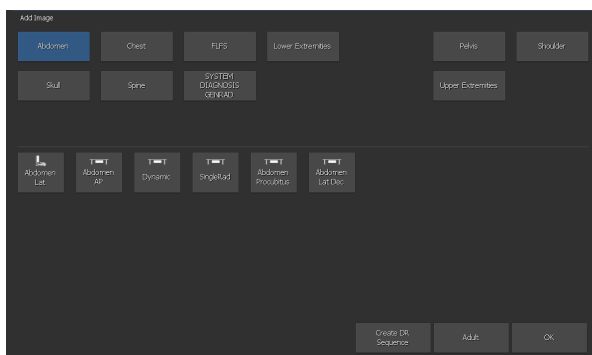 Add Image
Abdomen
Chest
FLFS
Lower Extremities
Pelvis
Shoulder
Skull
Spine
SYSTEM
DIAGNOSIS
GENRAD
Upper Extremities
Abdomen
Lat
Abdomen
AP
Dynamic
SingleRad
Abdomen
Procubitus
Abdomen
Lat Dec
Create DR
Sequence
Adult
OK